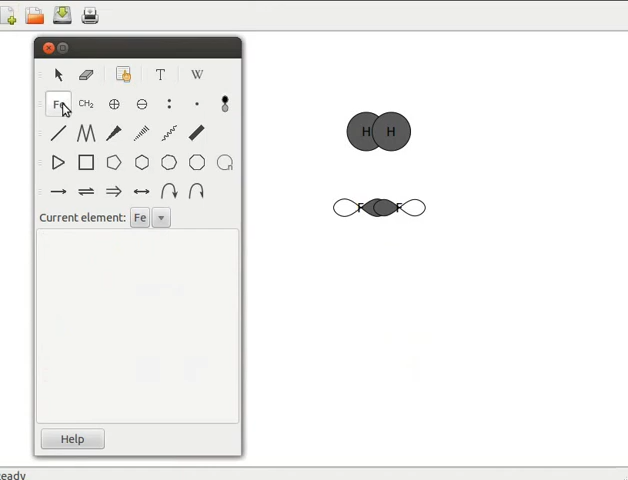 T W
Fe CH₂
H H
Current element: Fe
F F
Help
eady